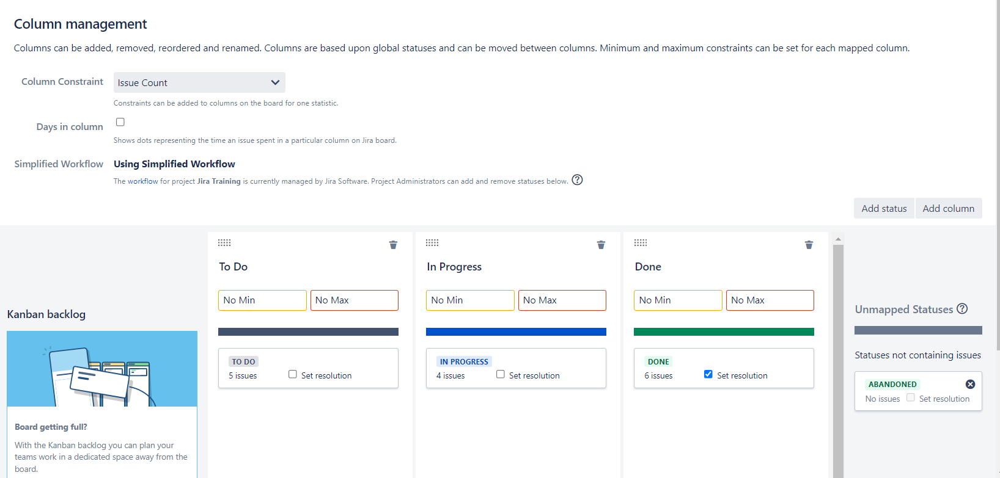 Column management
Columns can be added, removed, reordered and renamed. Columns are based upon global statuses and can be moved between columns. Minimum and maximum constraints can be set for each mapped column.
Column Constraint
Issue Count
Constraints can be added to columns on the board for one statistic.
Days in column
Shows dots representing the time an issue spent in a particular column on Jira board.
Simplified Workflow
Using Simplified Workflow
The workflow for project Jira Training is currently managed by Jira Software. Project Administrators can add and remove statuses below.
Add status
Add column
Kanban backlog
Board getting full?
With the Kanban backlog you can plan your
teams work in a dedicated space away from the
board.
To Do
No Min
No Max
TO DO
5 issues
Set resolution
In Progress
No Min
No Max
IN PROGRESS
4 issues
Set resolution
Done
No Min
No Max
DONE
6 issues
Set resolution
Unmapped Statuses
Statuses not containing issues
ABANDONED
No issues
Set resolution